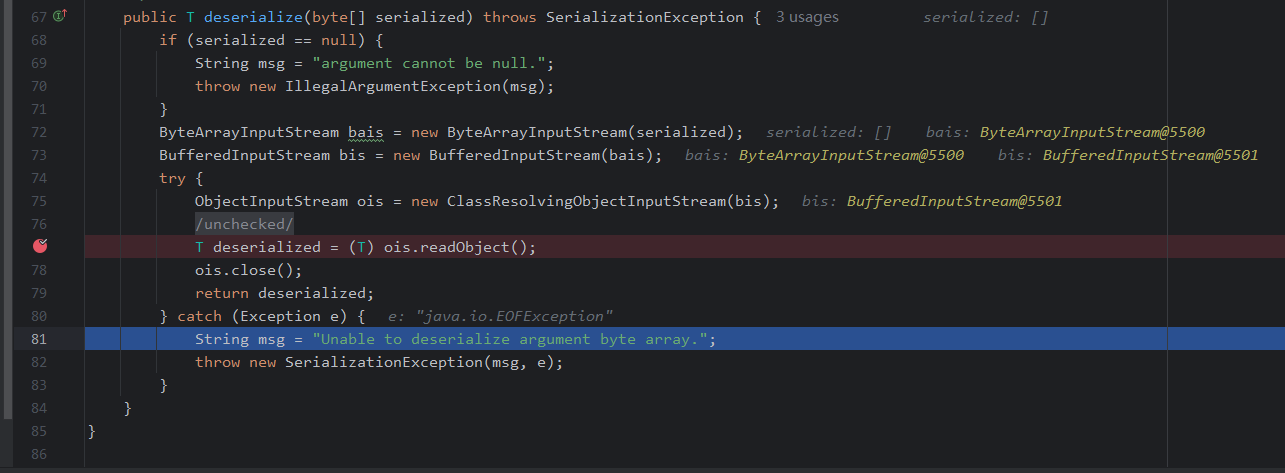 67 public T deserialize(byte[] serialized) throws SerializationException { 3 usages serialized: []
68 if (serialized == null) {
69 String msg = "argument cannot be null.";
70 throw new IllegalArgumentException(msg);
71 }
72 ByteArrayInputStream bais = new ByteArrayInputStream(serialized); serialized: [] bais: ByteArrayInputStream@5500
73 BufferedInputStream bis = new BufferedInputStream(bais); bais: ByteArrayInputStream@5500 bis: BufferedInputStream@5501
74 try {
75 ObjectInputStream ois = new ClassResolvingObjectInputStream(bis); bis: BufferedInputStream@5501
76 /unchecked/
T deserialized = (T) ois.readObject();
78 ois.close();
79 return deserialized;
80 } catch (Exception e) { e: "java.io.EOFException"
81 String msg = "Unable to deserialize argument byte array.";
82 throw new SerializationException(msg, e);
83 }
84 }
85 }
86